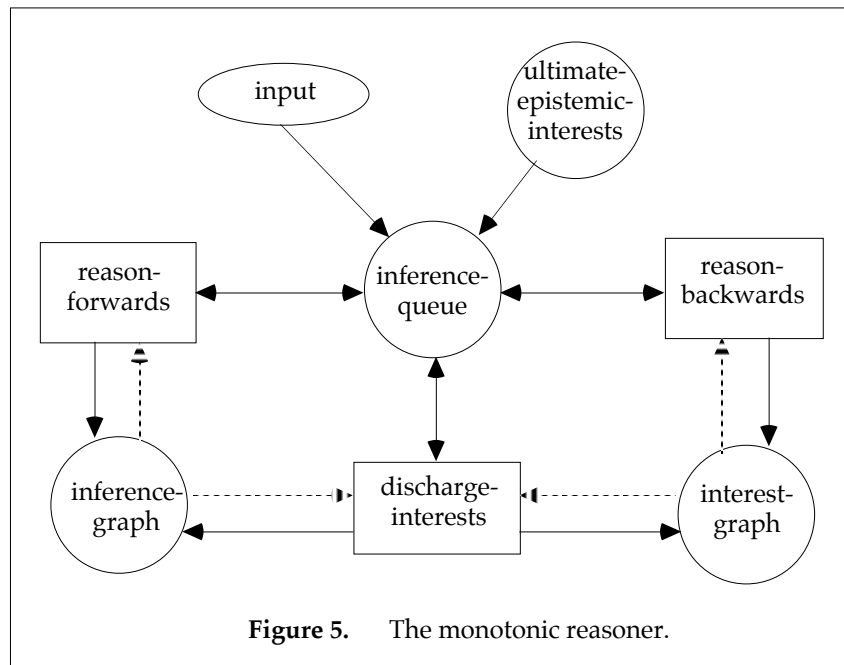 input
ultimate-
epistemic-
interests
reason-
forwards
inference-
queue
reason-
backwards
inference-
graph
discharge-
interests
interest-
graph
Figure 5. The monotonic reasoner.